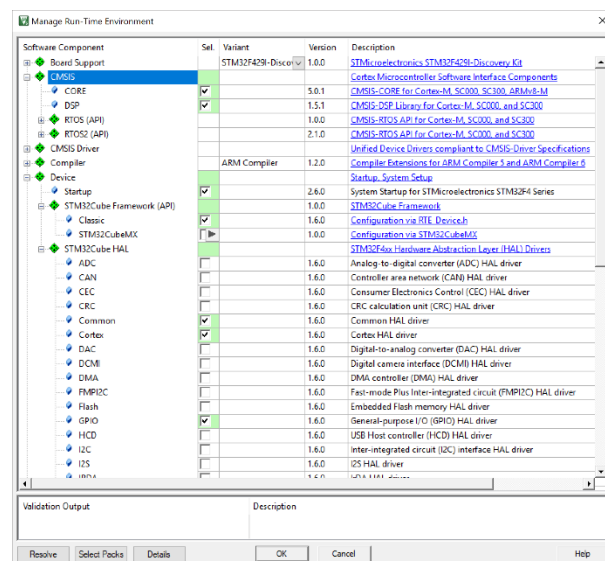 Manage Run-Time Environment
Software Component Sel. Variant Version Description
Board Support STM32F429I-Discov 1.0.0 STMicroelectronics STM32F429I-Discovery Kit
CMSIS Cortex Microcontroller Software Interface Components
CORE 5.0.1 CMSIS-CORE for Cortex-M, SC000, SC300, ARMv8-M
DSP 1.5.1 CMSIS-DSP Library for Cortex-M, SC000, and SC300
RTOS (API) 1.0.0 CMSIS-RTOS API for Cortex-M, SC000, and SC300
RTOS2 (API) 2.1.0 CMSIS-RTOS API for Cortex-M, SC000, and SC300
CMSIS Driver Unified Device Drivers compliant to CMSIS-Driver Specifications
Compiler ARM Compiler 1.2.0 Compiler Extensions for ARM Compiler 5 and ARM Compiler 6
Device Startup, System Setup
Startup 2.6.0 System Startup for STMicroelectronics STM32F4 Series
STM32Cube Framework (API) 1.0.0 STM32Cube Framework
Classic 1.6.0 Configuration via RTE_Device.h
STM32CubeMX 1.0.0 Configuration via STM32CubeMX
STM32Cube HAL STM32F4xx Hardware Abstraction Layer (HAL) Drivers
ADC 1.6.0 Analog-to-digital converter (ADC) HAL driver
CAN 1.6.0 Controller area network (CAN) HAL driver
CEC 1.6.0 Consumer Electronics Control (CEC) HAL driver
CRC 1.6.0 CRC calculation unit (CRC) HAL driver
Common 1.6.0 Common HAL driver
Cortex 1.6.0 Cortex HAL driver
DAC 1.6.0 Digital-to-analog converter (DAC) HAL driver
DCMI 1.6.0 Digital camera interface (DCMI) HAL driver
DMA 1.6.0 DMA controller (DMA) HAL driver
FMPI2C 1.6.0 Fast-mode Plus Inter-integrated circuit (FMPI2C) HAL driver
Flash 1.6.0 Embedded Flash memory HAL driver
GPIO 1.6.0 General-purpose I/O (GPIO) HAL driver
HCD 1.6.0 USB Host controller (HCD) HAL driver
I2C 1.6.0 Inter-integrated circuit (I2C) interface HAL driver
I2S 1.6.0 I2S HAL driver
IRDA 1.6.0 IrDA HAL driver
Validation Output Description
Resolve Select Packs Details OK Cancel Help